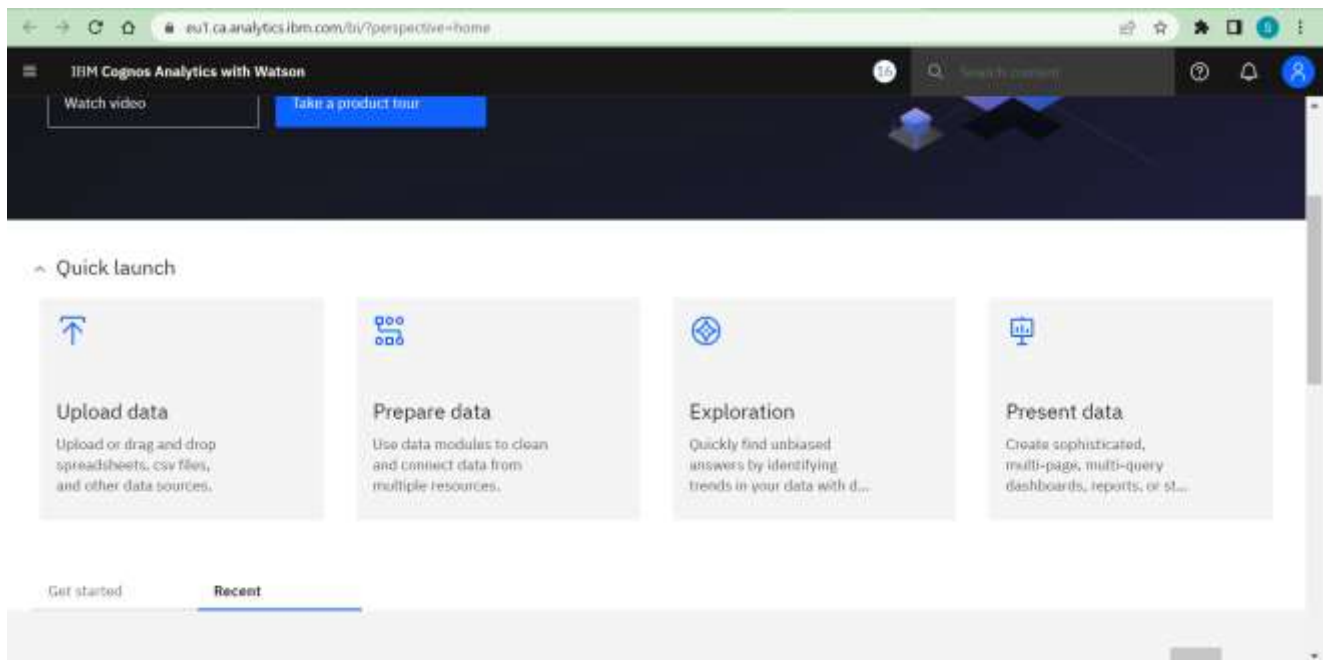 eu1.ca.analytics.ibm.com/bi/?perspective=home
IBM Cognos Analytics with Watson
16
Search content
Watch video
Take a product tour
Quick launch
Upload data
Upload or drag and drop
spreadsheets, csv files,
and other data sources.
Prepare data
Use data modules to clean
and connect data from
multiple resources.
Exploration
Quickly find unbiased
answers by identifying
trends in your data with d...
Present data
Create sophisticated,
multi-page, multi-query
dashboards, reports, or st...
Get started
Recent